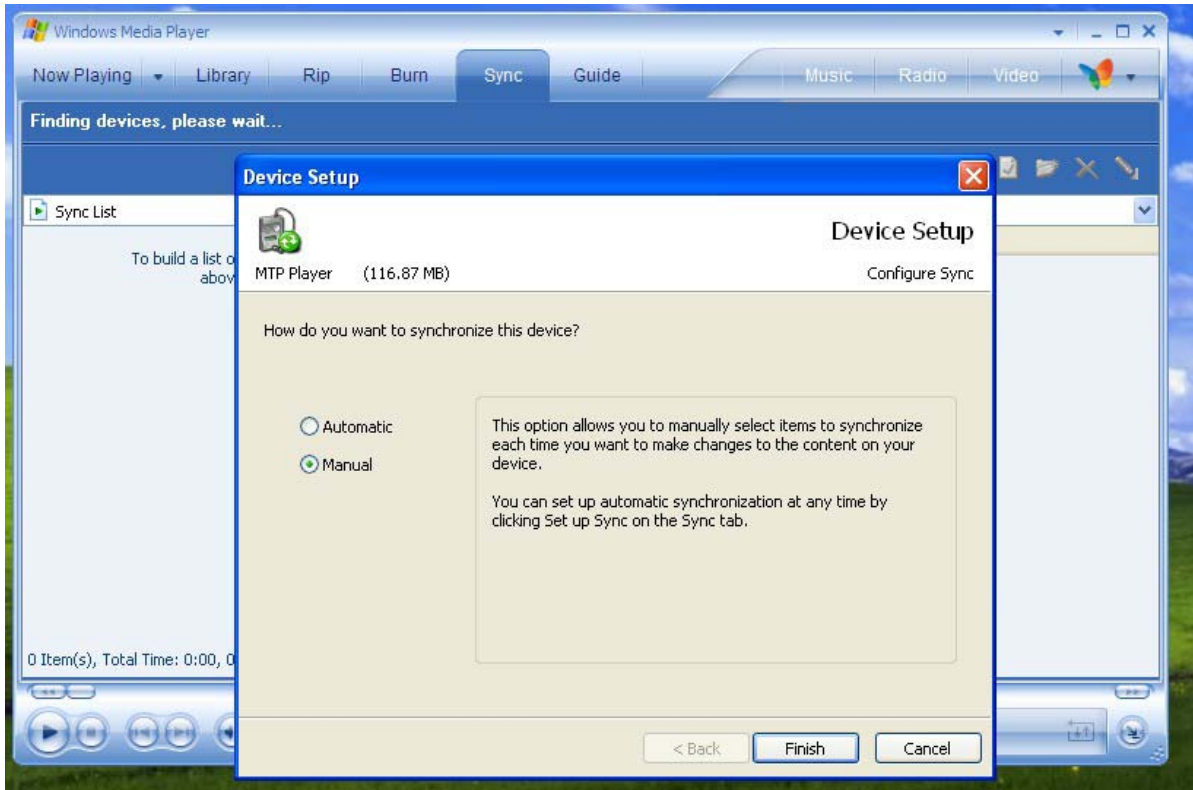 Windows Media Player
Now Playing Library Rip Burn Sync Guide Music Radio Video
Finding devices, please wait...
Device Setup
Sync List
Device Setup
To build a list o
abov
MTP Player (116.87 MB)
Configure Sync
How do you want to synchronize this device?
Automatic
Manual
This option allows you to manually select items to synchronize
each time you want to make changes to the content on your
device.
You can set up automatic synchronization at any time by
clicking Set up Sync on the Sync tab.
0 Item(s), Total Time: 0:00, 0
< Back Finish Cancel